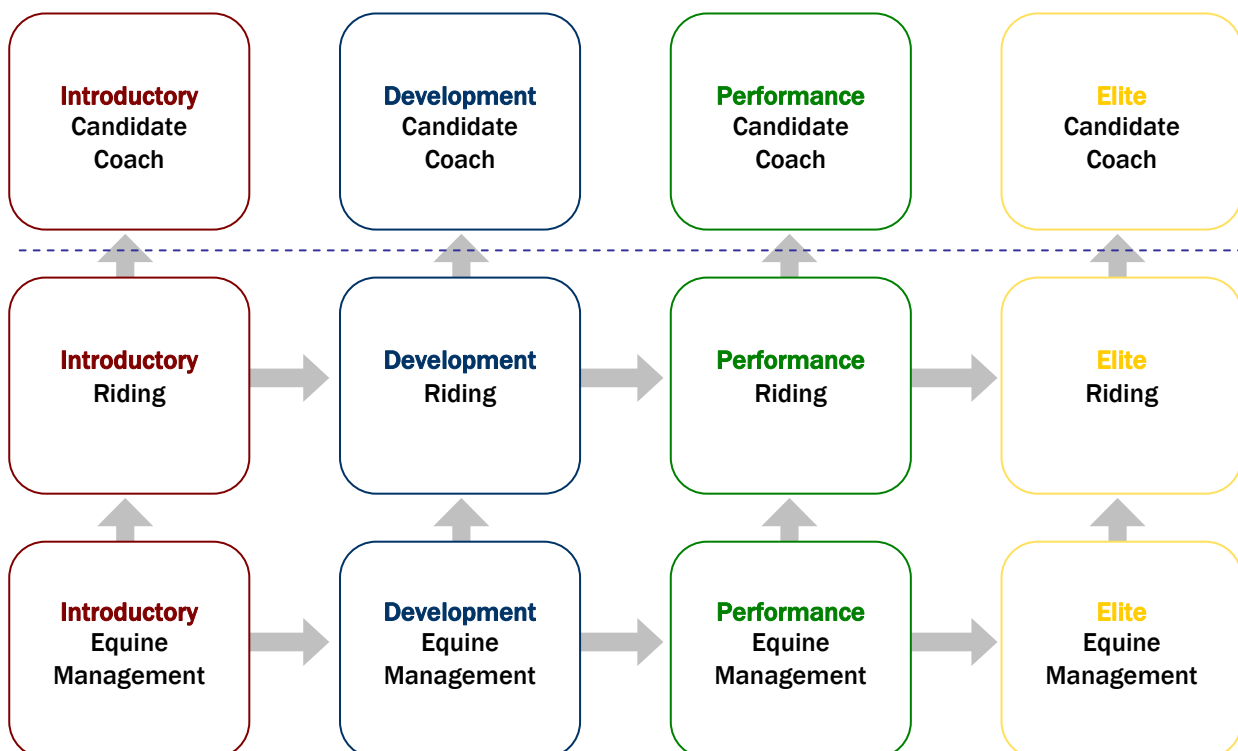 Introductory
Candidate
Coach
Development
Candidate
Coach
Performance
Candidate
Coach
Elite
Candidate
Coach
Introductory
Riding
Development
Riding
Performance
Riding
Elite
Riding
Introductory
Equine
Management
Development
Equine
Management
Performance
Equine
Management
Elite
Equine
Management